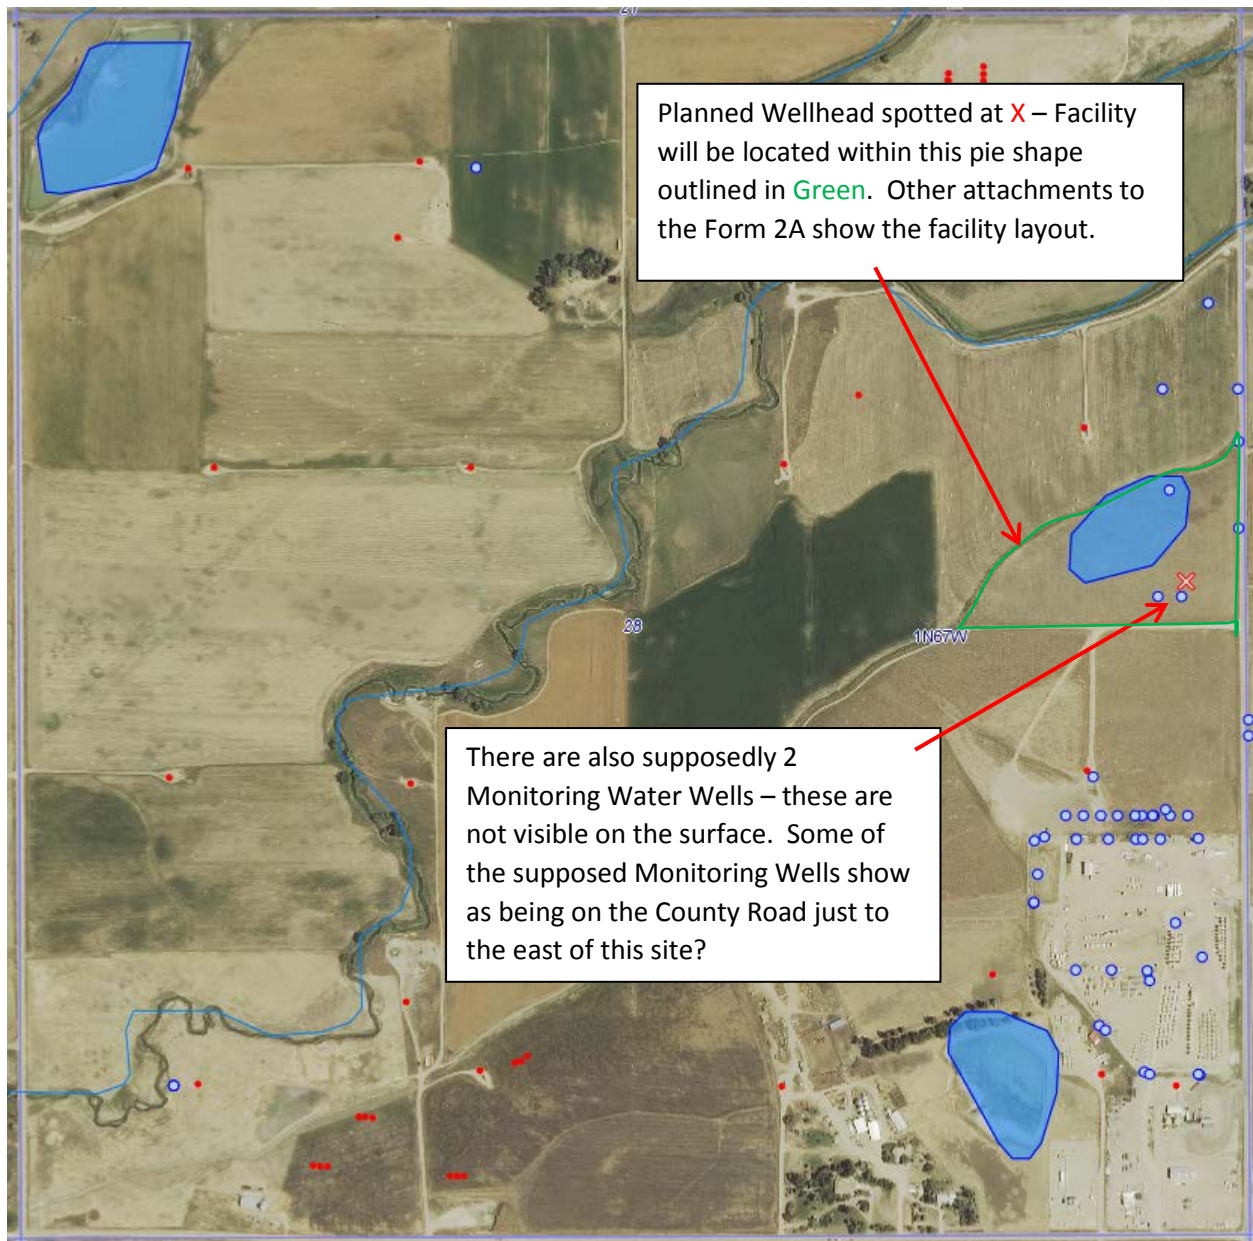 21
Planned Wellhead spotted at X – Facility
will be located within this pie shape
outlined in Green.  Other attachments to
the Form 2A show the facility layout.
28
1N67W
There are also supposedly 2
Monitoring Water Wells – these are
not visible on the surface.  Some of
the supposed Monitoring Wells show
as being on the County Road just to
the east of this site?